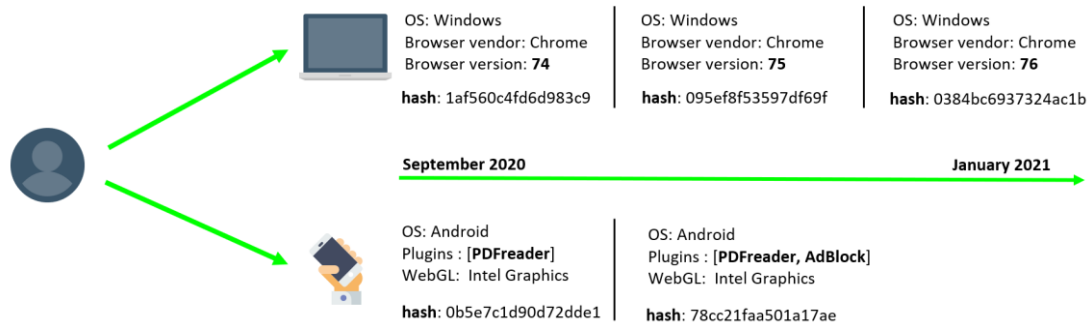 OS: Windows
Browser vendor: Chrome
Browser version: 74
hash: 1af560c4fd6d983c9
OS: Windows
Browser vendor: Chrome
Browser version: 75
hash: 095ef8f53597df69f
OS: Windows
Browser vendor: Chrome
Browser version: 76
hash: 0384bc6937324ac1b
September 2020
January 2021
OS: Android
Plugins : [PDFreader]
WebGL: Intel Graphics
hash: 0b5e7c1d90d72dde1
OS: Android
Plugins : [PDFreader, AdBlock]
WebGL: Intel Graphics
hash: 78cc21faa501a17ae